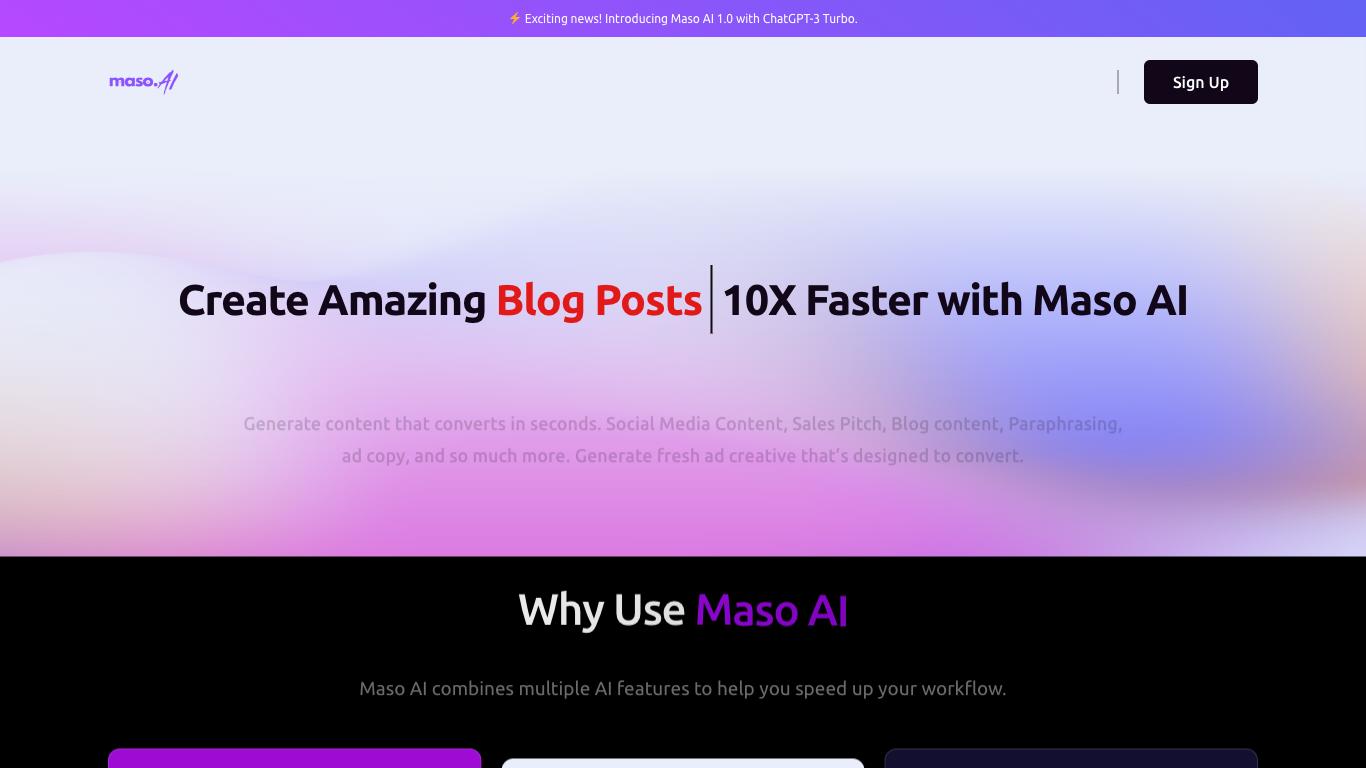 ⚡ Exciting news! Introducing Maso AI 1.0 with ChatGPT-3 Turbo.
maso.AI
Sign Up
Create Amazing Blog Posts 10X Faster with Maso AI
Generate content that converts in seconds. Social Media Content, Sales Pitch, Blog content, Paraphrasing,
ad copy, and so much more. Generate fresh ad creative that's designed to convert.
Why Use Maso AI
Maso AI combines multiple AI features to help you speed up your workflow.